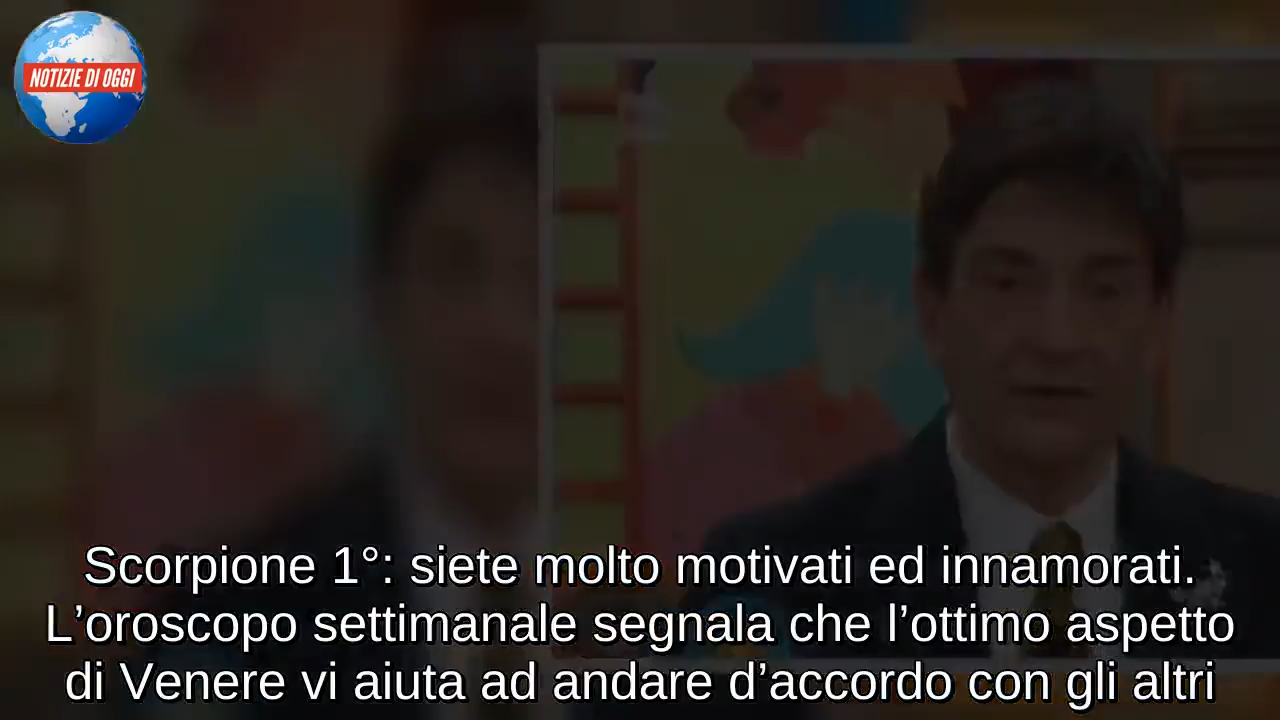 NOTIZIE DI OGGI
Scorpione 1°: siete molto motivati ed innamorati.
L’oroscopo settimanale segnala che l’ottimo aspetto
di Venere vi aiuta ad andare d’accordo con gli altri